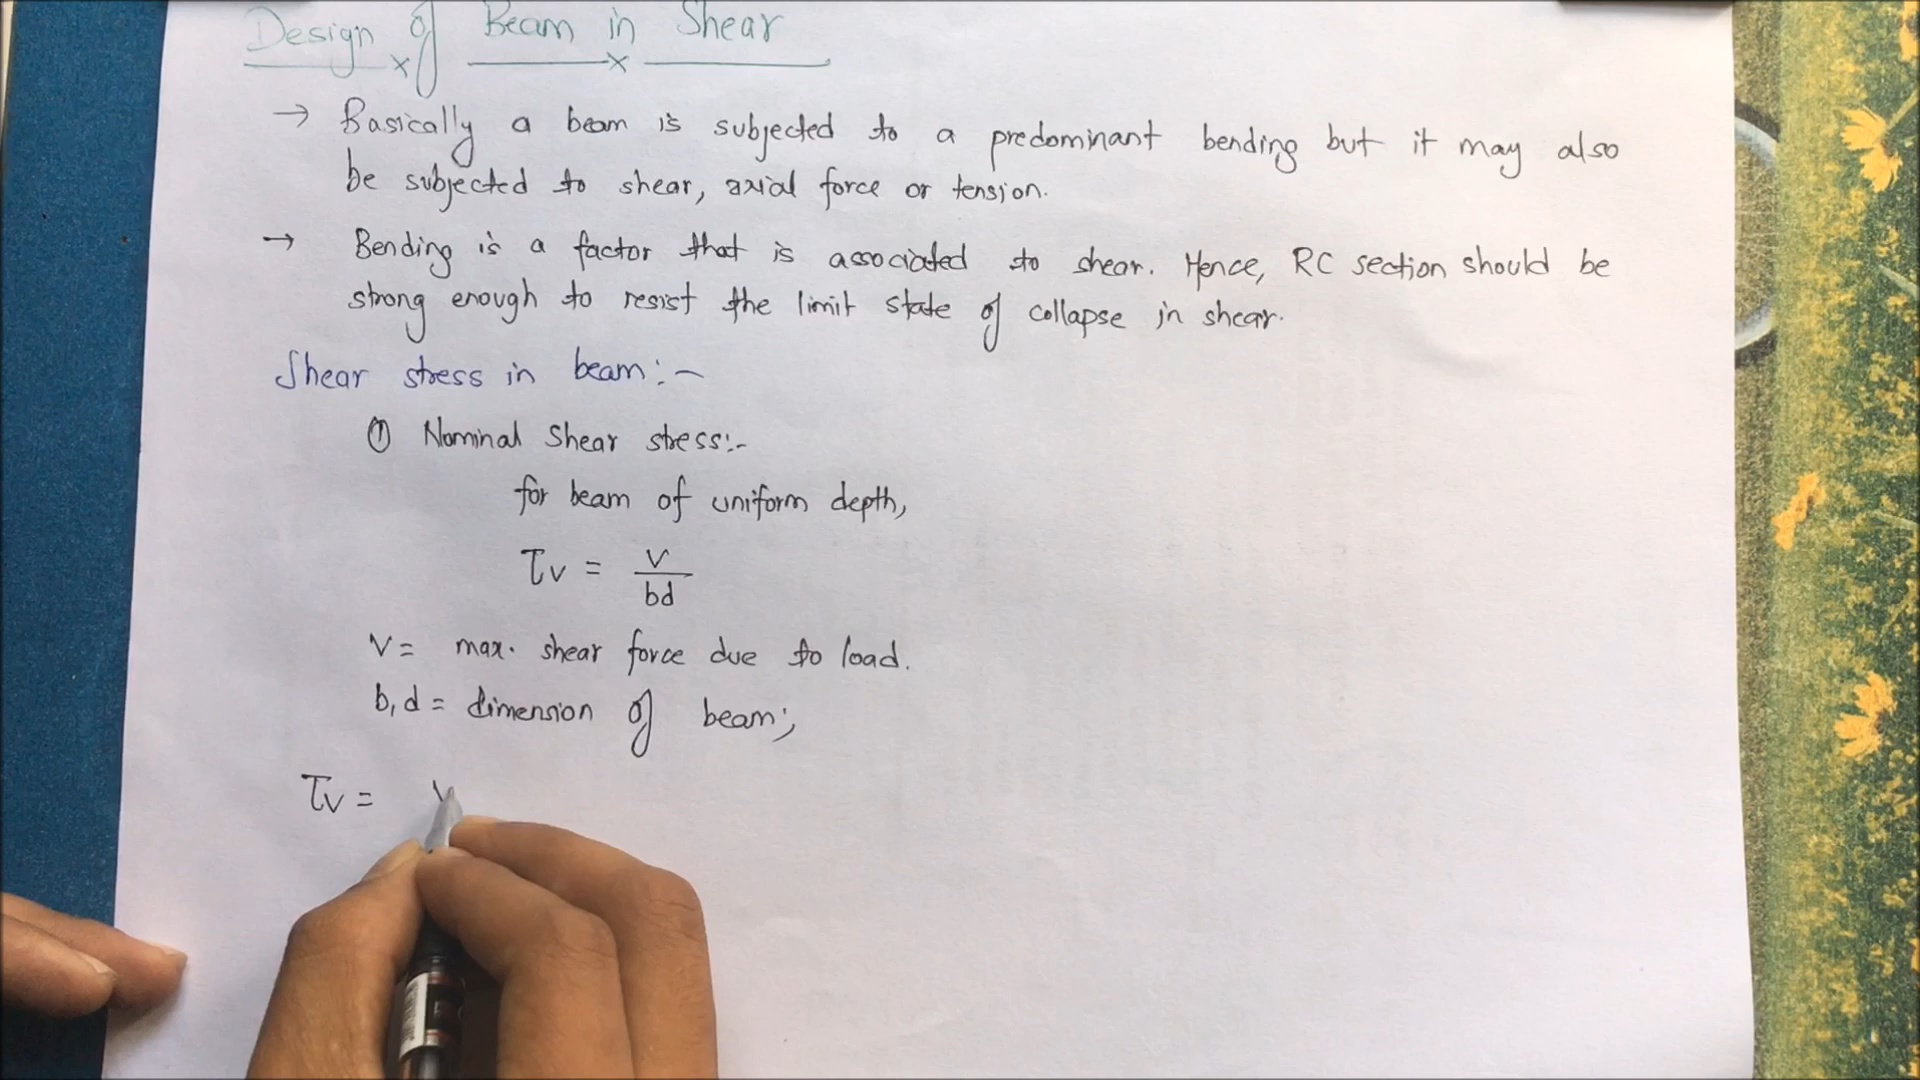 Design of Beam in Shear
→ Basically a beam is subjected to a predominant bending but it may also
be subjected to shear, axial force or tension.
→ Bending is a factor that is associated to shear. Hence, RC section should be
strong enough to resist the limit state of collapse in shear.
Shear stress in beam:-
① Nominal Shear stress:-
for beam of uniform depth,
τv = V/bd
V = max. shear force due to load.
b, d = dimension of beam;
τv = V